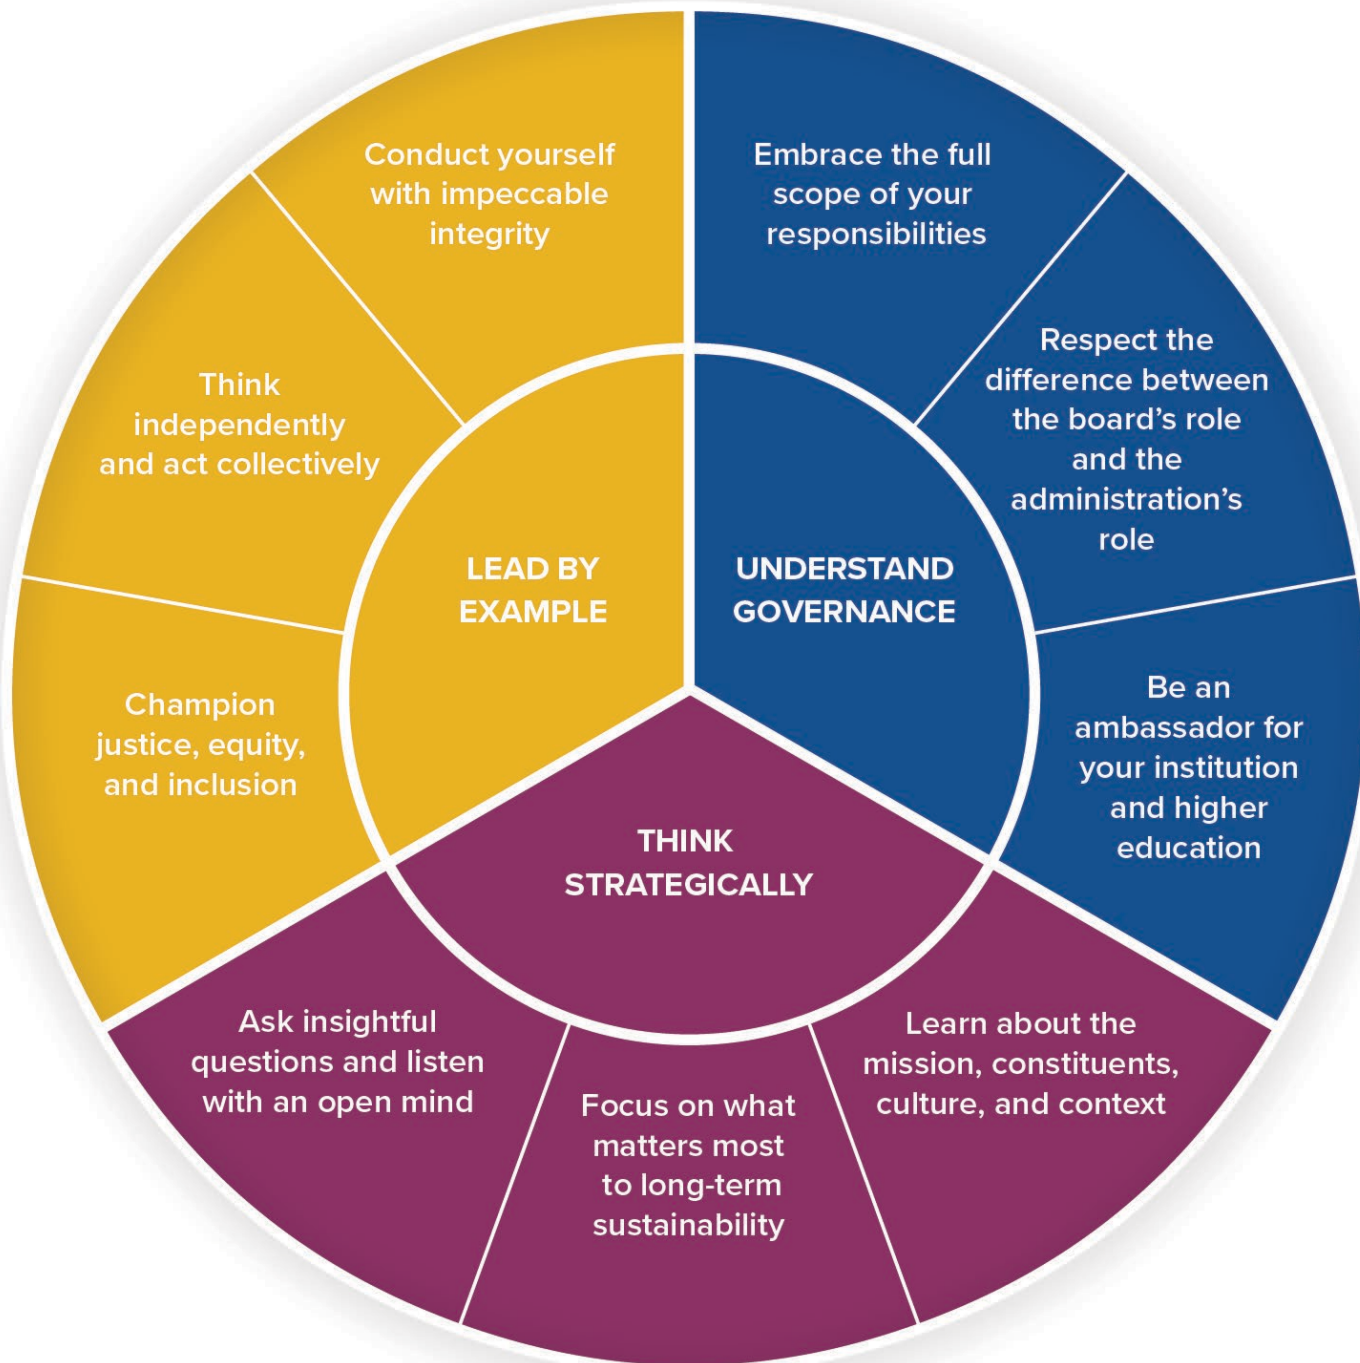 Conduct yourself
with impeccable
integrity
Embrace the full
scope of your
responsibilities
Think
independently
and act collectively
Respect the
difference between
the board’s role
and the
administration’s
role
LEAD BY
EXAMPLE
UNDERSTAND
GOVERNANCE
Champion
justice, equity,
and inclusion
Be an
ambassador for
your institution
and higher
education
THINK
STRATEGICALLY
Ask insightful
questions and listen
with an open mind
Focus on what
matters most
to long-term
sustainability
Learn about the
mission, constituents,
culture, and context